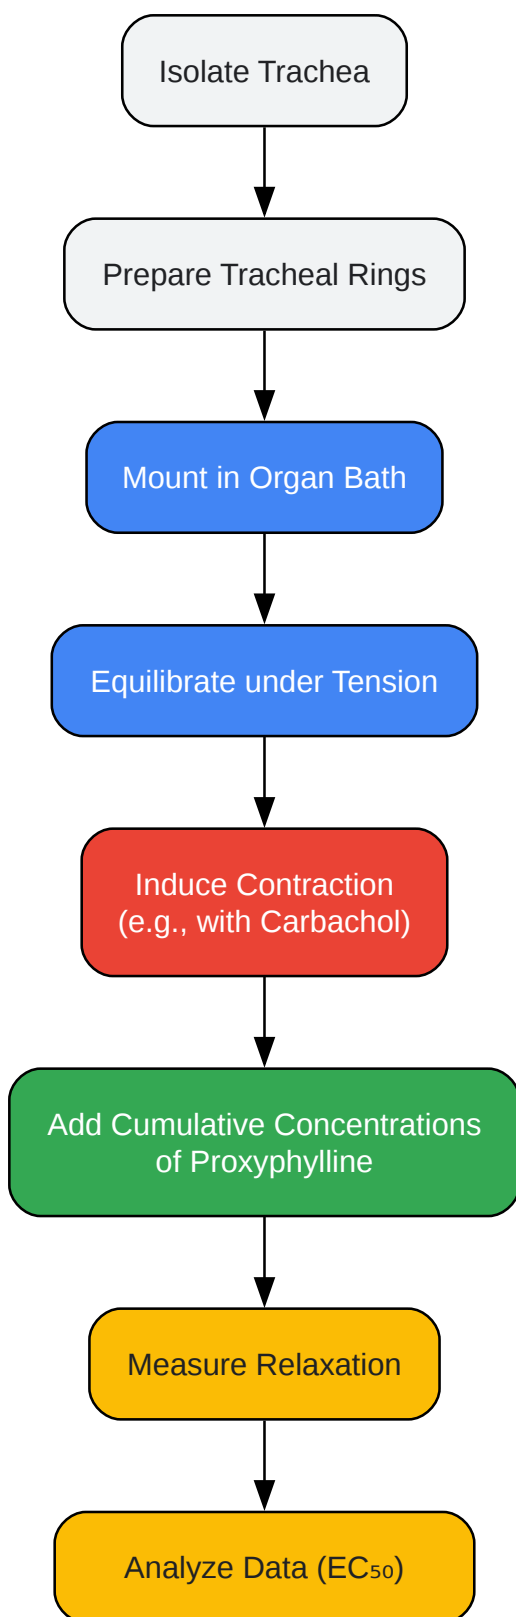 Isolate Trachea
Prepare Tracheal Rings
Mount in Organ Bath
Equilibrate under Tension
Induce Contraction
(e.g., with Carbachol)
Add Cumulative Concentrations
of Proxyphylline
Measure Relaxation
Analyze Data (EC₅₀)